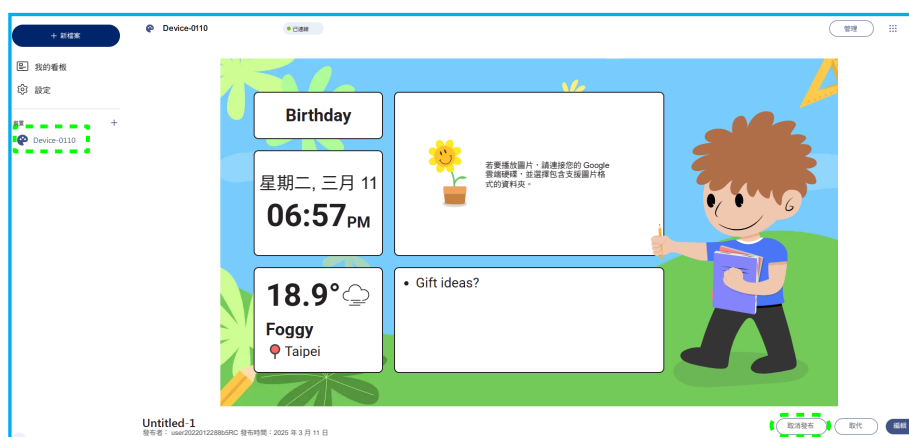 + 新檔案
Device-0110
已連線
管理
我的看板
設定
裝置 +
Device-0110
Birthday
星期二, 三月 11
06:57PM
若要播放圖片，請連接您的 Google
雲端硬碟，並選擇包含支援圖片格
式的資料夾。
18.9°
Foggy
Taipei
• Gift ideas?
Untitled-1
發布者： user2022012288b5RC 發布時間：2025 年 3 月 11 日
取消發布
取代
編輯